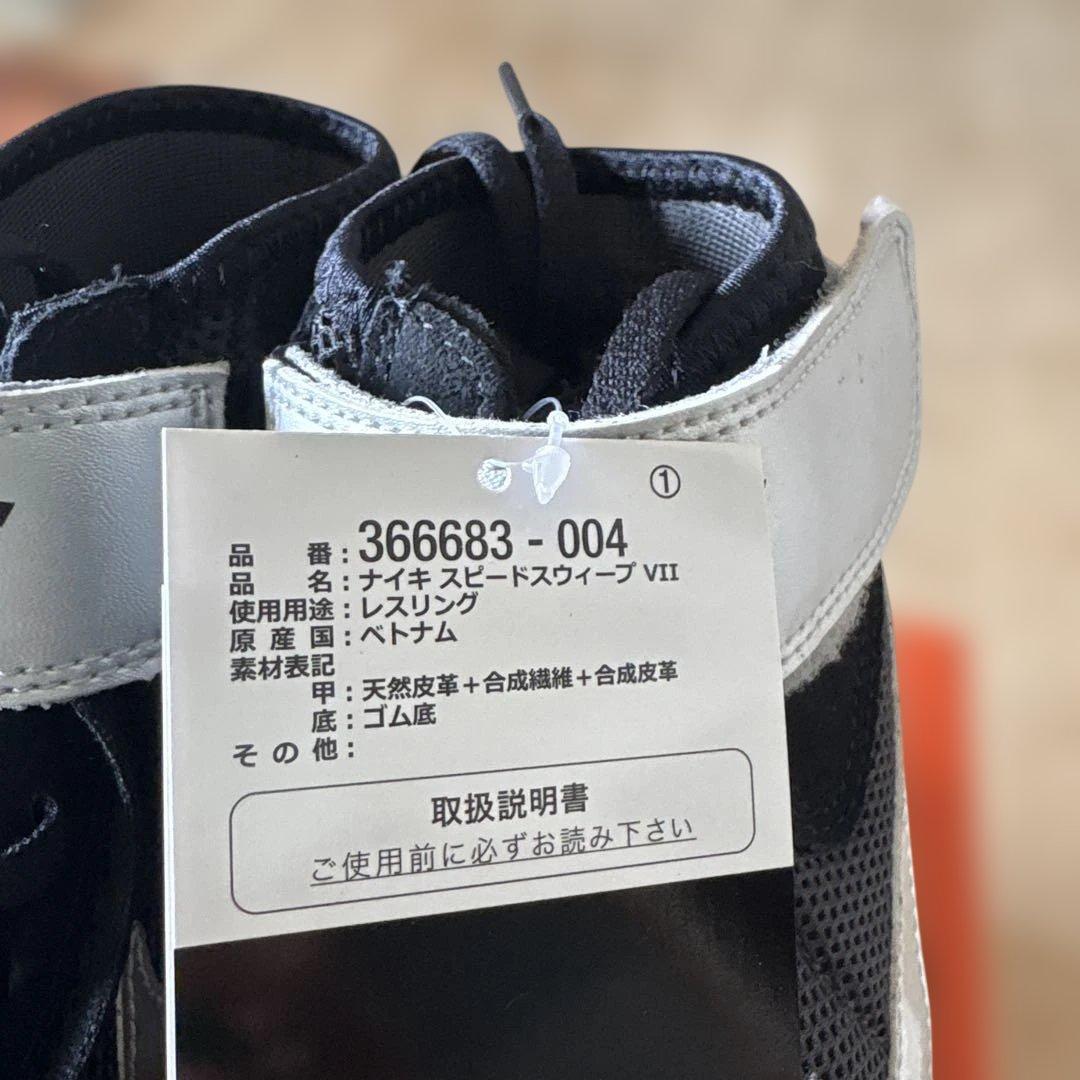 ①
品番：366683 - 004
品名：ナイキ スピードスウィープ VII
使用用途：レスリング
原産国：ベトナム
素材表記
甲：天然皮革＋合成繊維＋合成皮革
底：ゴム底
その他：
取扱説明書
ご使用前に必ずお読み下さい